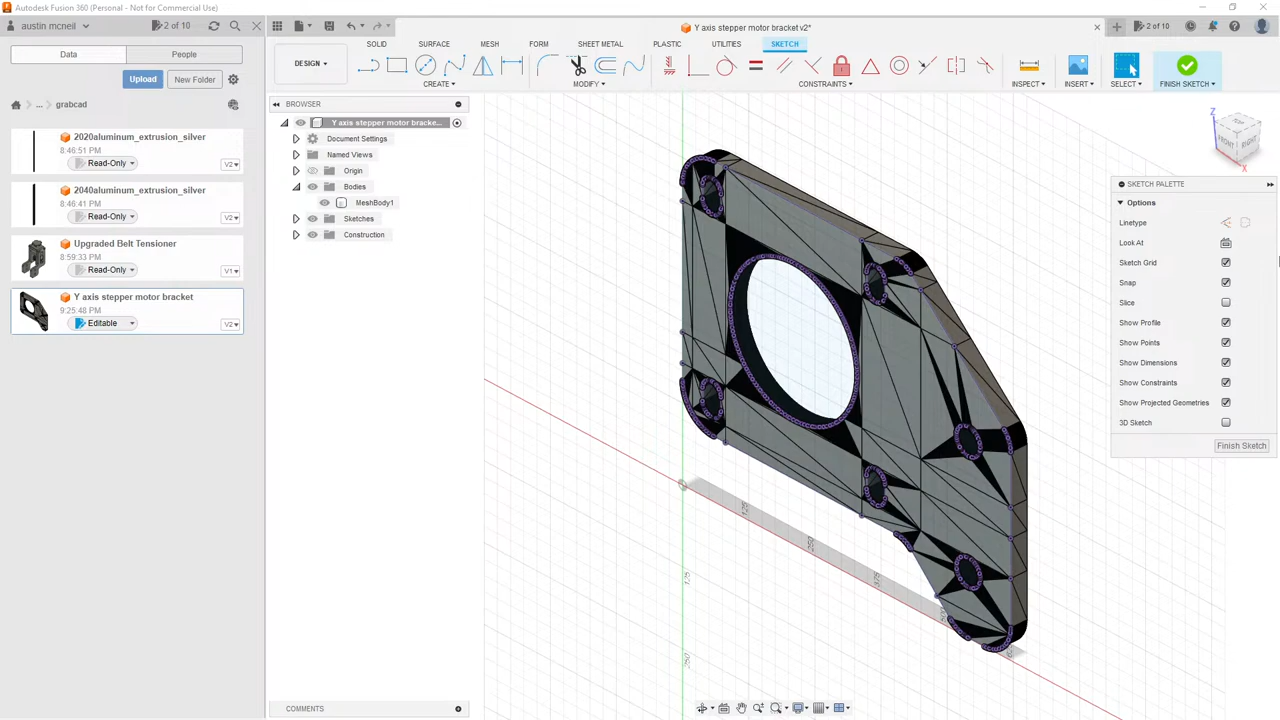 Autodesk Fusion 360 (Personal - Not for Commercial Use)
austin mcneil
2 of 10
Y axis stepper motor bracket v2*
2 of 10
Data
People
Upload
New Folder
... grabcad
2020aluminum_extrusion_silver
8:46:51 PM
Read-Only
V2
2040aluminum_extrusion_silver
8:46:41 PM
Read-Only
V2
Upgraded Belt Tensioner
8:59:33 PM
Read-Only
V1
Y axis stepper motor bracket
9:25:48 PM
Editable
V2
DESIGN
SOLID
SURFACE
MESH
FORM
SHEET METAL
PLASTIC
UTILITIES
SKETCH
CREATE
MODIFY
CONSTRAINTS
INSPECT
INSERT
SELECT
FINISH SKETCH
BROWSER
Y axis stepper motor bracke...
Document Settings
Named Views
Origin
Bodies
MeshBody1
Sketches
Construction
Z
TOP
FRONT
RIGHT
X
SKETCH PALETTE
Options
Linetype
Look At
Sketch Grid
Snap
Slice
Show Profile
Show Points
Show Dimensions
Show Constraints
Show Projected Geometries
3D Sketch
Finish Sketch
125
250
375
COMMENTS